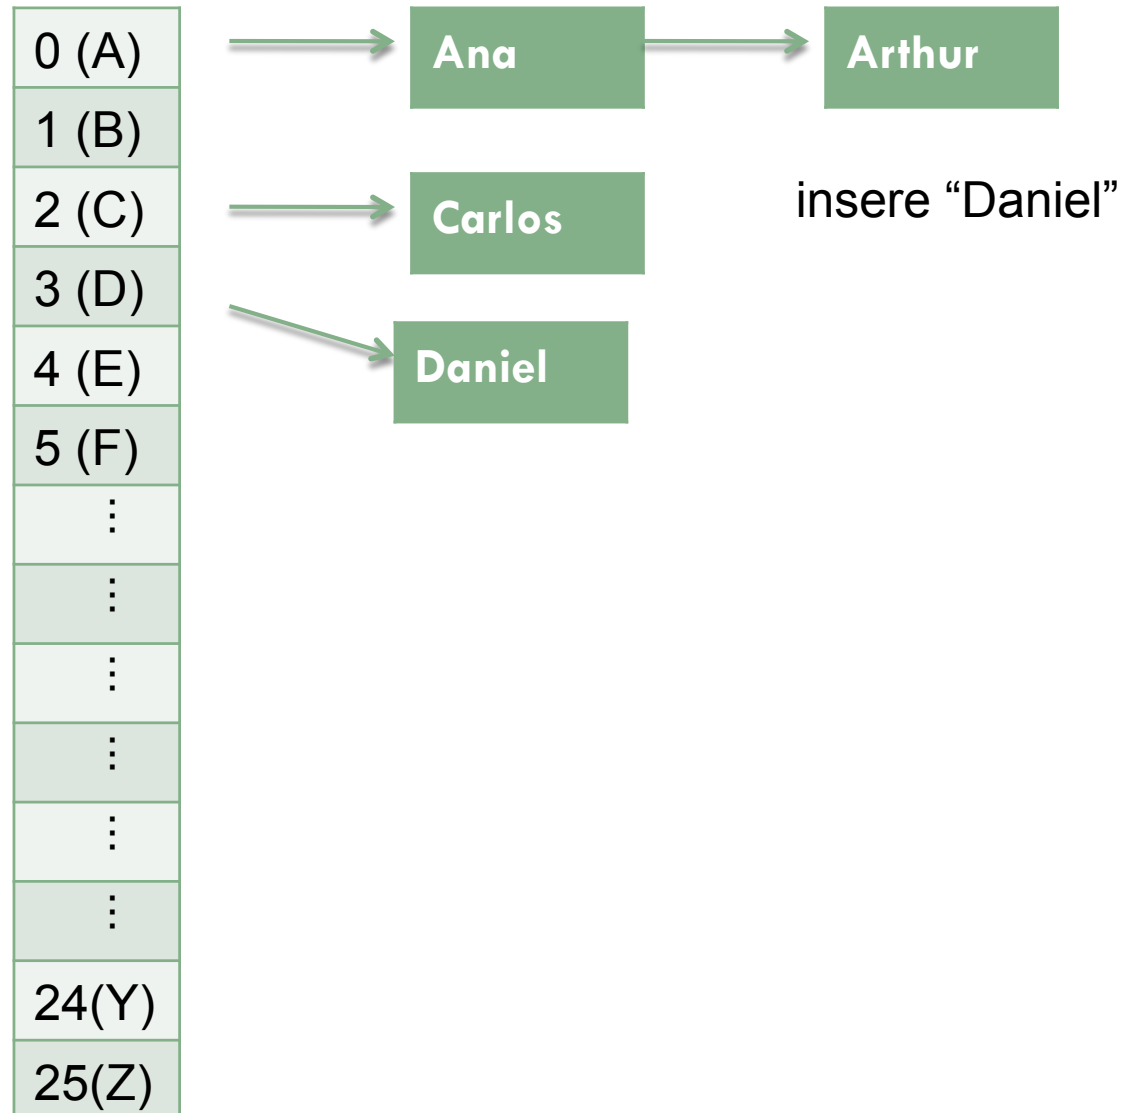 0 (A)
Ana
Arthur
1 (B)
2 (C)
Carlos
insere “Daniel”
3 (D)
4 (E)
Daniel
5 (F)
⋮
⋮
⋮
⋮
⋮
⋮
24(Y)
25(Z)